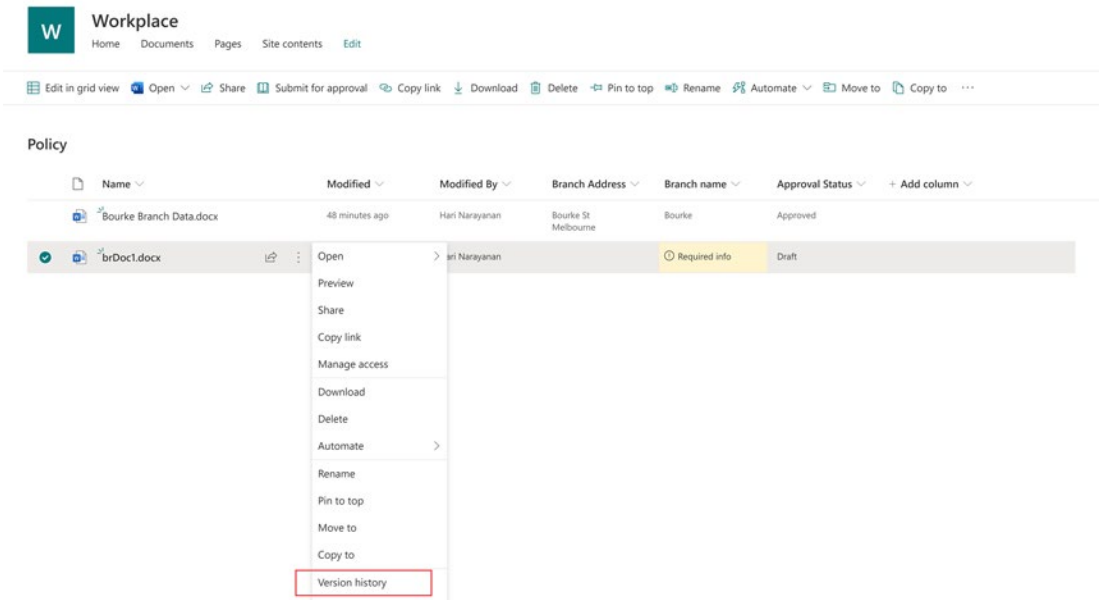 W
Workplace
Home Documents Pages Site contents Edit
Edit in grid view Open Share Submit for approval Copy link Download Delete Pin to top Rename Automate Move to Copy to ...
Policy
Name Modified Modified By Branch Address Branch name Approval Status + Add column
Bourke Branch Data.docx 48 minutes ago Hari Narayanan Bourke St Bourke Approved
Melbourne
brDoc1.docx Open ari Narayanan Required info Draft
Preview
Share
Copy link
Manage access
Download
Delete
Automate
Rename
Pin to top
Move to
Copy to
Version history